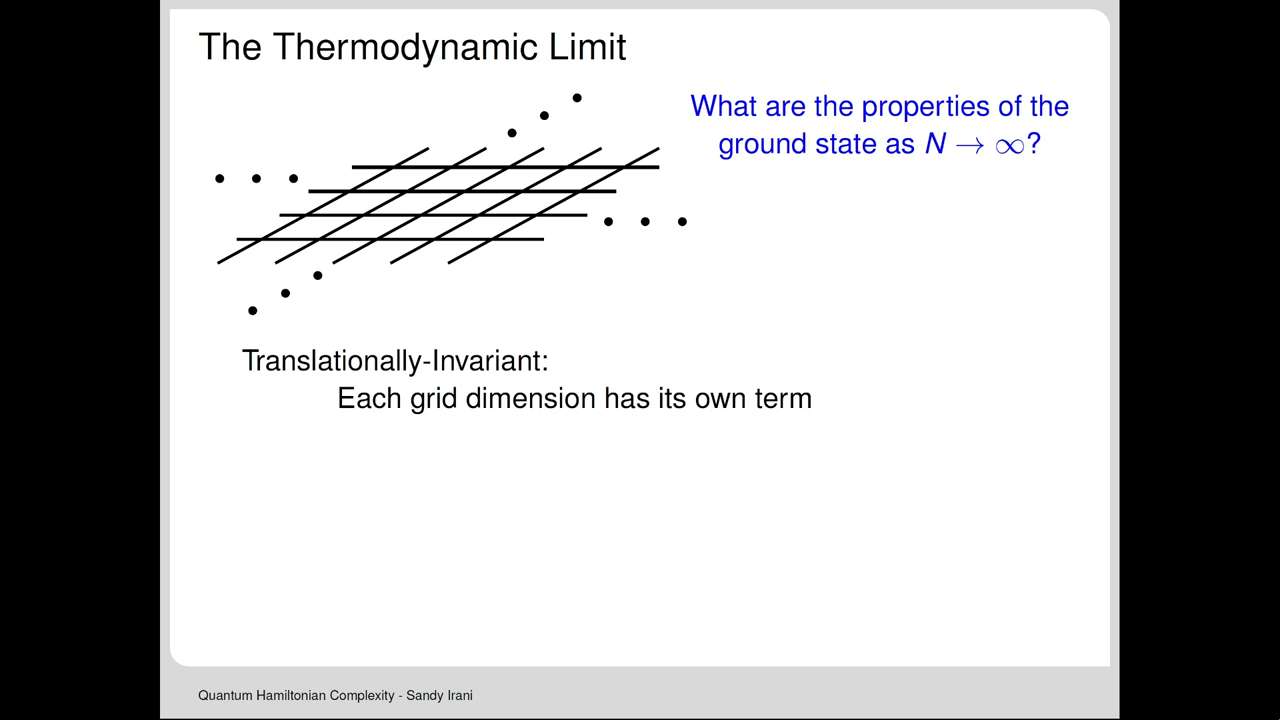 The Thermodynamic Limit
What are the properties of the
ground state as N → ∞?
Translationally-Invariant:
Each grid dimension has its own term
Quantum Hamiltonian Complexity - Sandy Irani